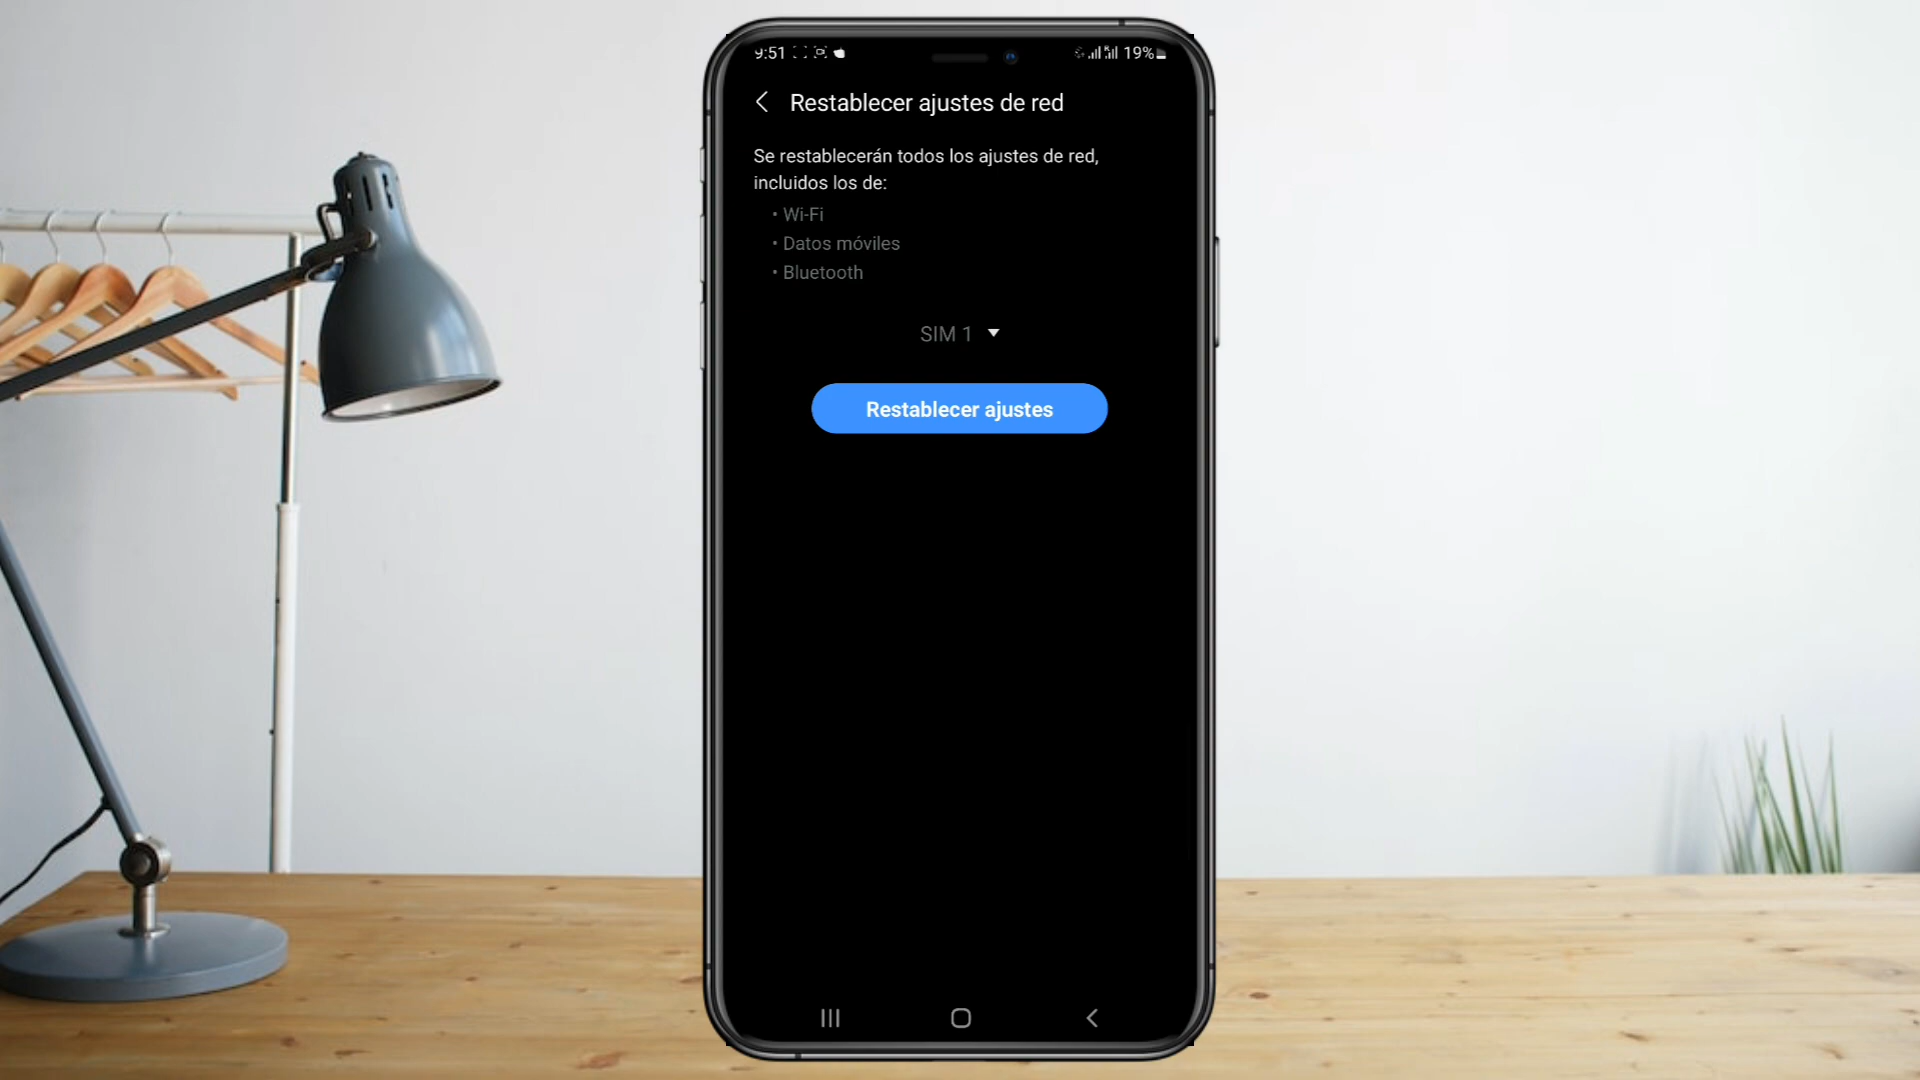 9:51 19%
Restablecer ajustes de red
Se restablecerán todos los ajustes de red,
incluidos los de:
• Wi-Fi
• Datos móviles
• Bluetooth
SIM 1
Restablecer ajustes